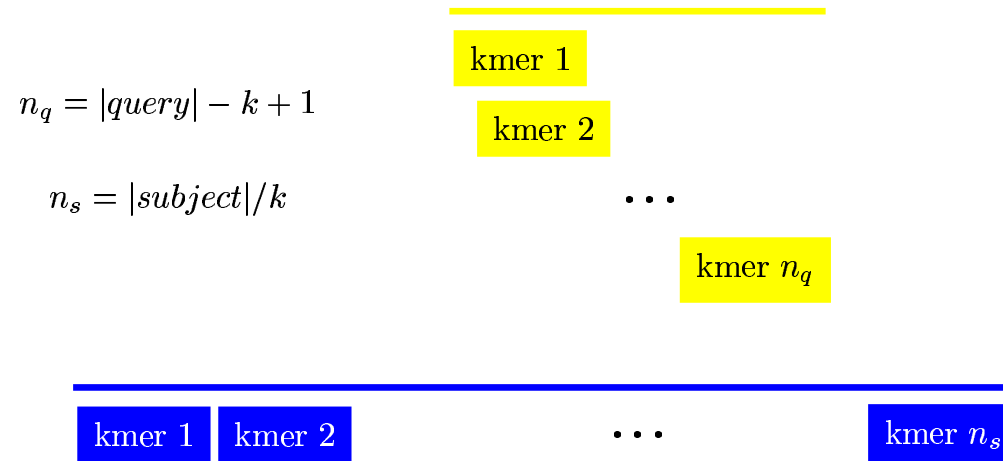 kmer 1
n_q = |query| − k + 1
kmer 2
n_s = |subject|/k
...
kmer n_q
kmer 1 kmer 2 ... kmer n_s